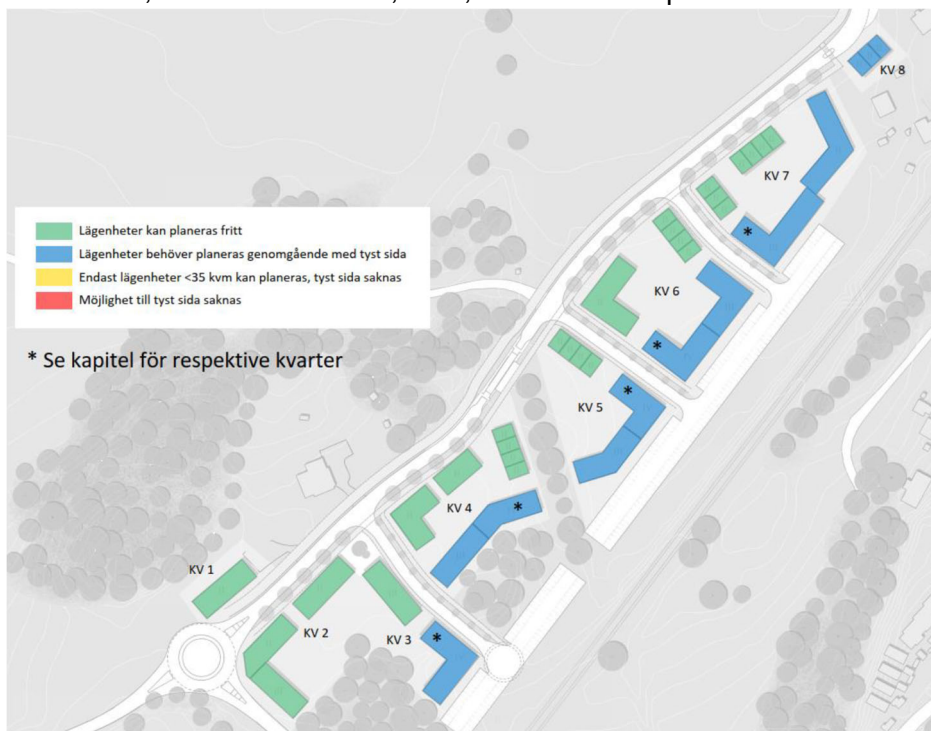 KV 8
KV 7
*
Lägenheter kan planeras fritt
Lägenheter behöver planeras genomgående med tyst sida
Endast lägenheter <35 kvm kan planeras, tyst sida saknas
Möjlighet till tyst sida saknas
KV 6
*
* Se kapitel för respektive kvarter
KV 5
*
KV 4
*
KV 1
KV 2
KV 3
*